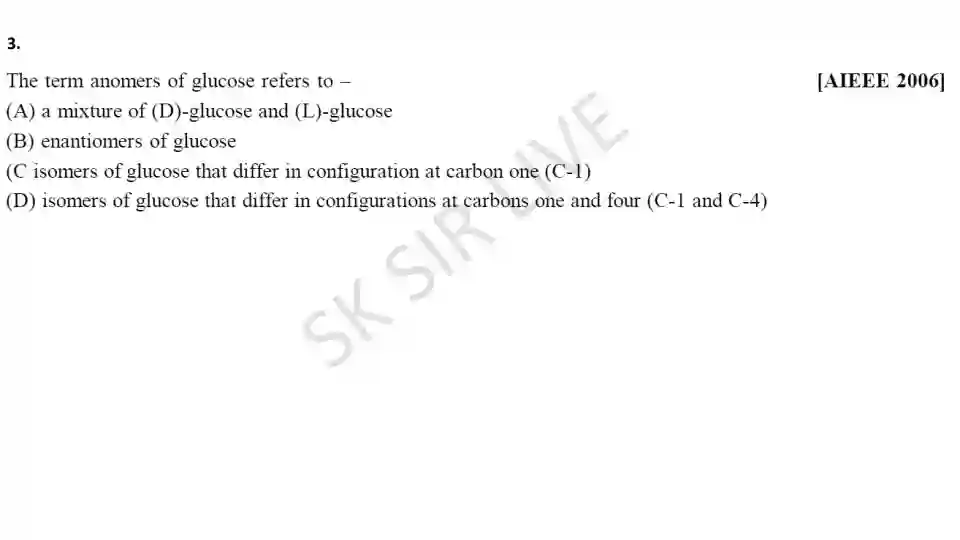 3.
The term anomers of glucose refers to – [AIEEE 2006]
(A) a mixture of (D)-glucose and (L)-glucose
(B) enantiomers of glucose
(C isomers of glucose that differ in configuration at carbon one (C-1)
(D) isomers of glucose that differ in configurations at carbons one and four (C-1 and C-4)
SK SIR LIVE